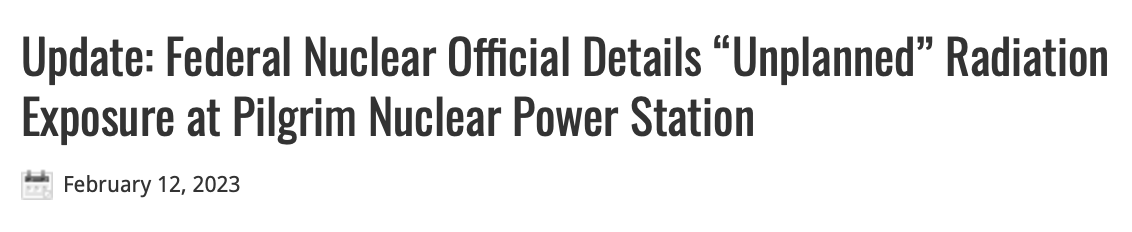 Update: Federal Nuclear Official Details “Unplanned” Radiation
Exposure at Pilgrim Nuclear Power Station
February 12, 2023